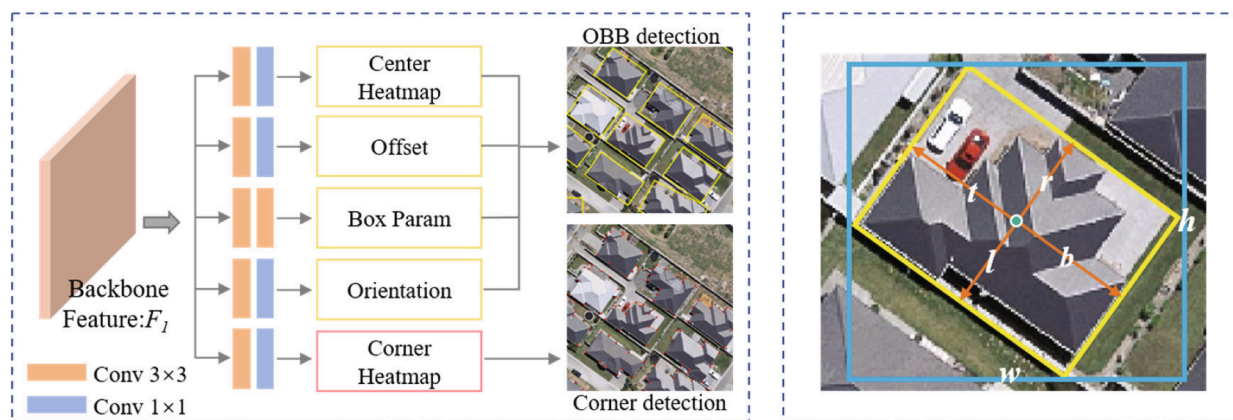 OBB detection
Center
Heatmap
Offset
Box Param
Orientation
Corner
Heatmap
Backbone
Feature:F1
Conv 3×3
Conv 1×1
Corner detection
t
r
h
l
b
w